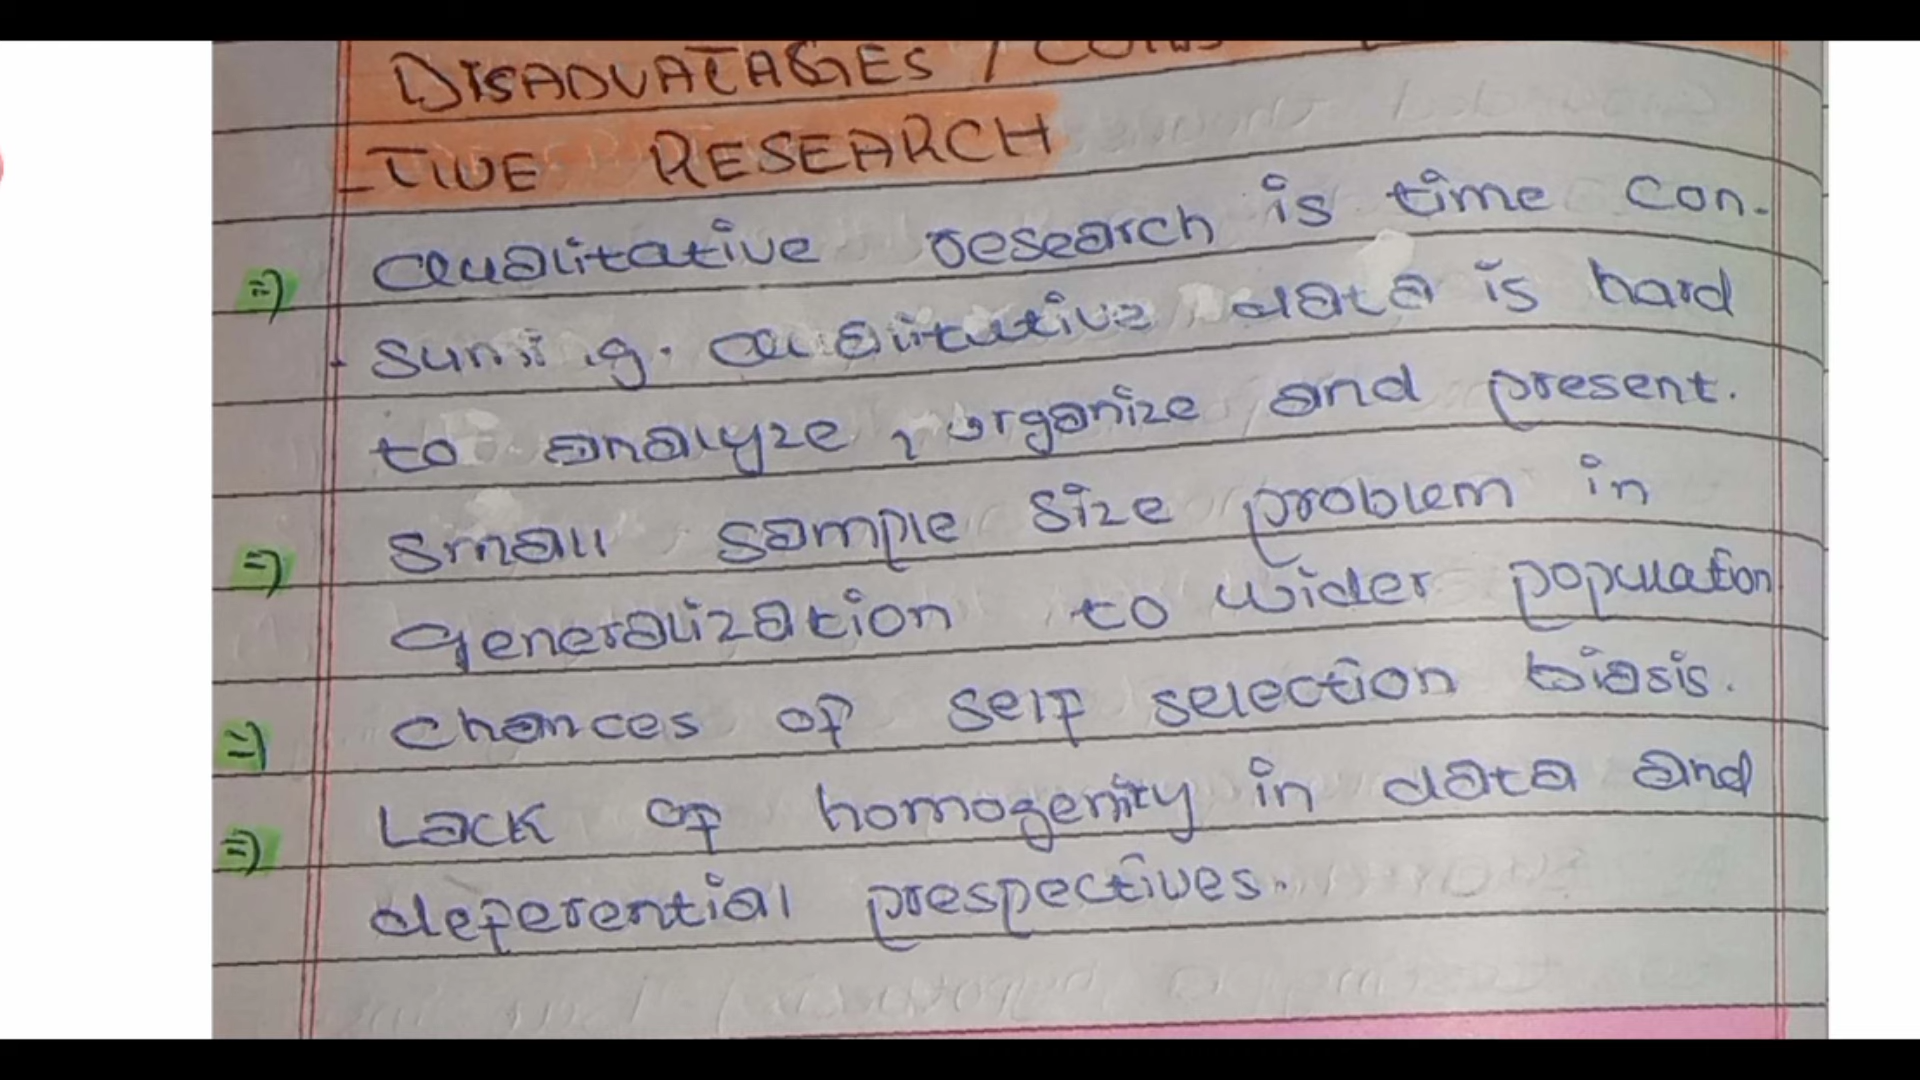 DISADVATAGES / CONS
-TIVE RESEARCH
=) Qualitative research is time con-
suming. Qualitative data is hard
to analyze, organize and present.
=) Small sample size problem in
Generalization to wider population
=) Chances of self selection biasis.
=) Lack of homogenity in data and
deferential prespectives.